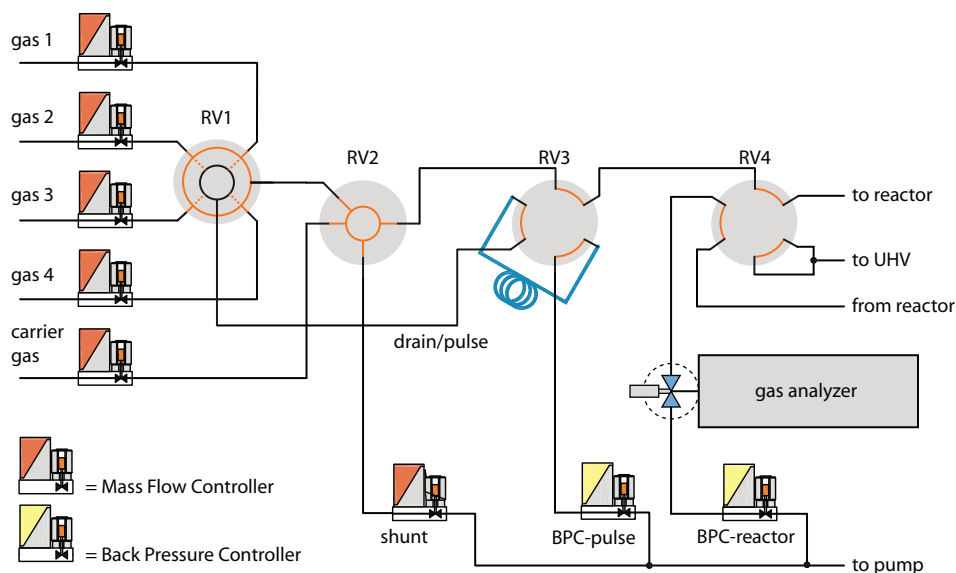 gas 1
gas 2
gas 3
gas 4
carrier
gas
RV1
RV2
RV3
RV4
to reactor
to UHV
from reactor
drain/pulse
gas analyzer
= Mass Flow Controller
= Back Pressure Controller
shunt
BPC-pulse
BPC-reactor
to pump